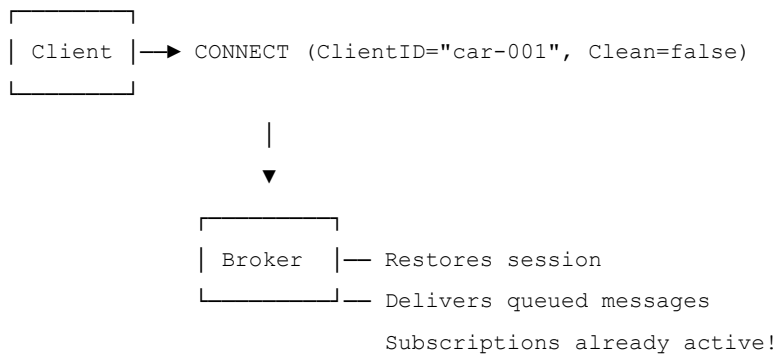 Client
CONNECT (ClientID="car-001", Clean=false)
Broker
Restores session
Delivers queued messages
Subscriptions already active!